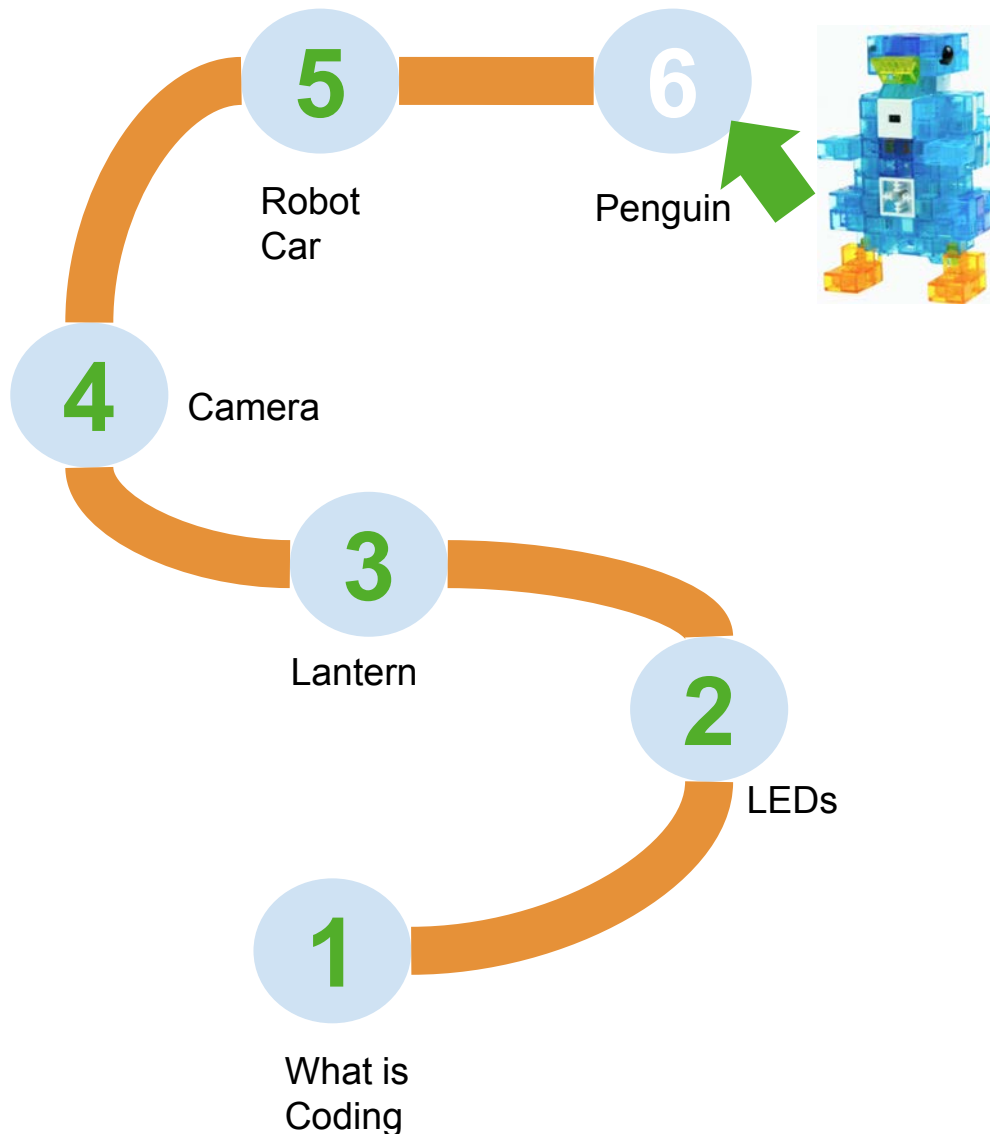 5
6
Robot
Car
Penguin
4
Camera
3
Lantern
2
LEDs
1
What is
Coding